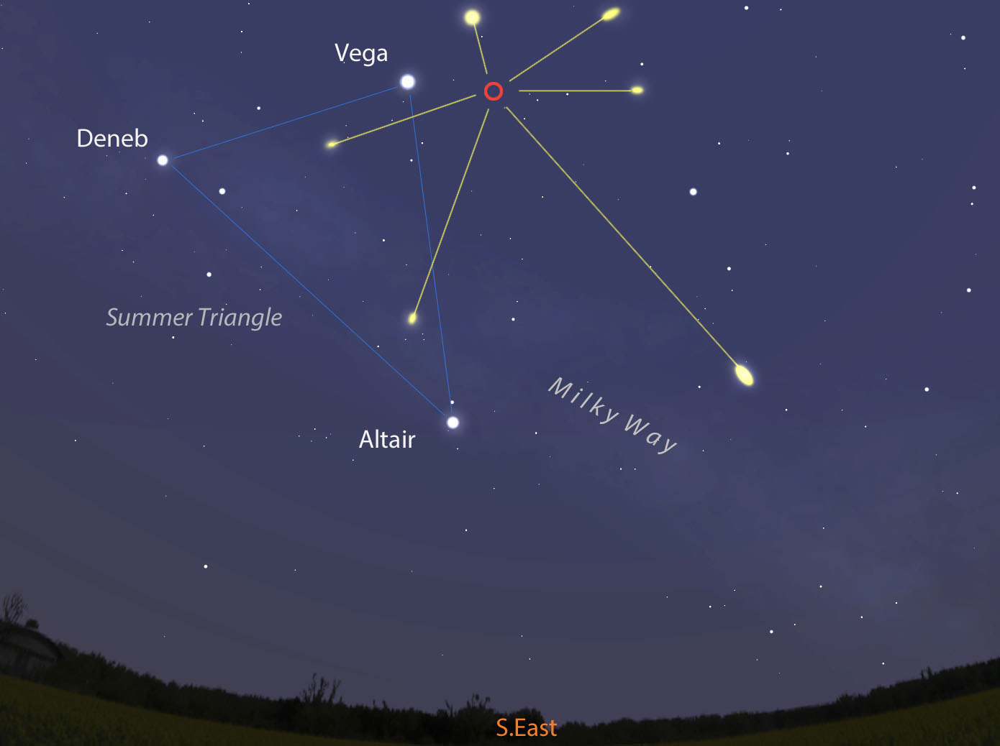 Vega
Deneb
Summer Triangle
Milky Way
Altair
S.East